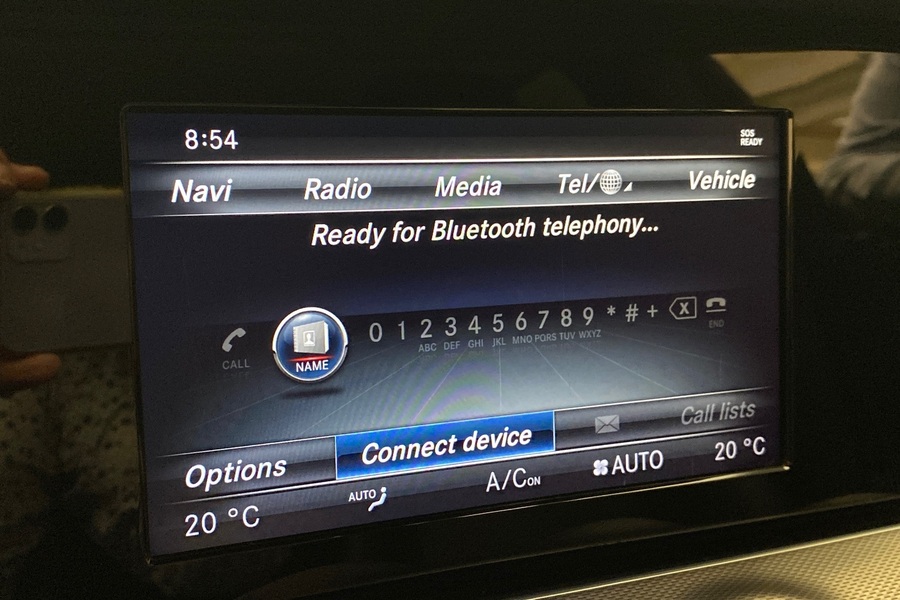 8:54
SOS
READY
Navi Radio Media Tel/ Vehicle
Ready for Bluetooth telephony...
CALL NAME 0 1 2 3 4 5 6 7 8 9 * # + X END
ABC DEF GHI JKL MNO PQRS TUV WXYZ
Options Connect device Call lists
20 °C AUTO A/C ON AUTO 20 °C